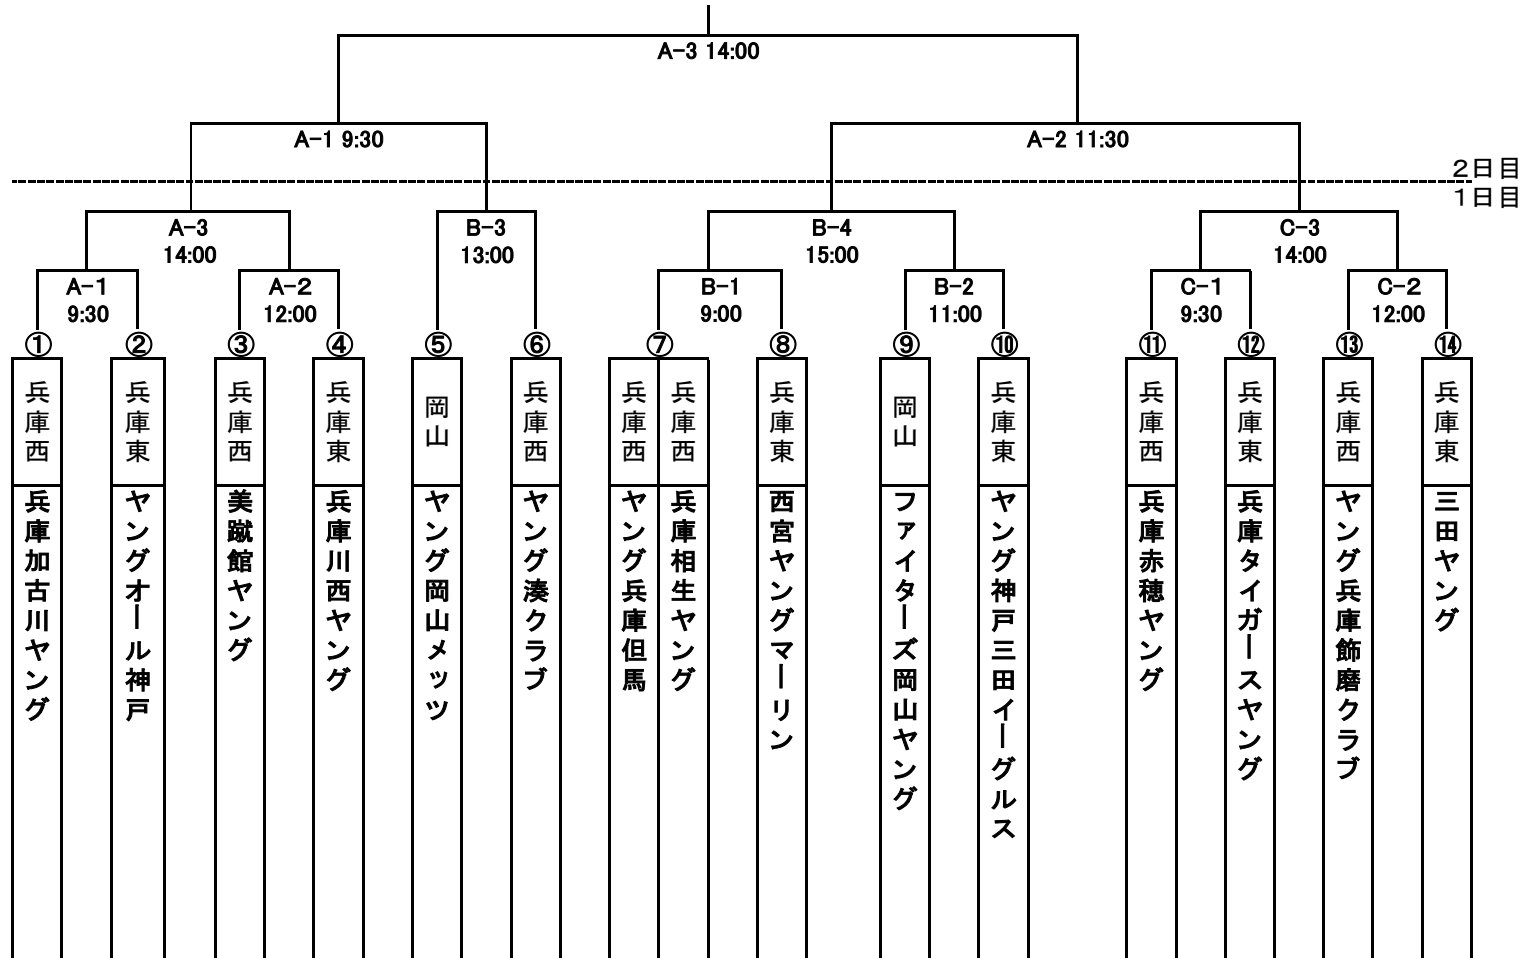 A-3 14:00
A-1 9:30
A-2 11:30
2日目
1日目
A-3
14:00
B-3
13:00
B-4
15:00
C-3
14:00
A-1
9:30
A-2
12:00
B-1
9:00
B-2
11:00
C-1
9:30
C-2
12:00
①
兵庫西
兵庫加古川ヤング
②
兵庫東
ヤングオール神戸
③
兵庫西
美蹴館ヤング
④
兵庫東
兵庫川西ヤング
⑤
岡山
ヤング岡山メッツ
⑥
兵庫西
ヤング湊クラブ
⑦
兵庫西
ヤング兵庫但馬
兵庫西
兵庫相生ヤング
⑧
兵庫東
西宮ヤングマーリン
⑨
岡山
ファイターズ岡山ヤング
⑩
兵庫東
ヤング神戸三田イーグルス
⑪
兵庫西
兵庫赤穂ヤング
⑫
兵庫東
兵庫タイガースヤング
⑬
兵庫西
ヤング兵庫飾磨クラブ
⑭
兵庫東
三田ヤング